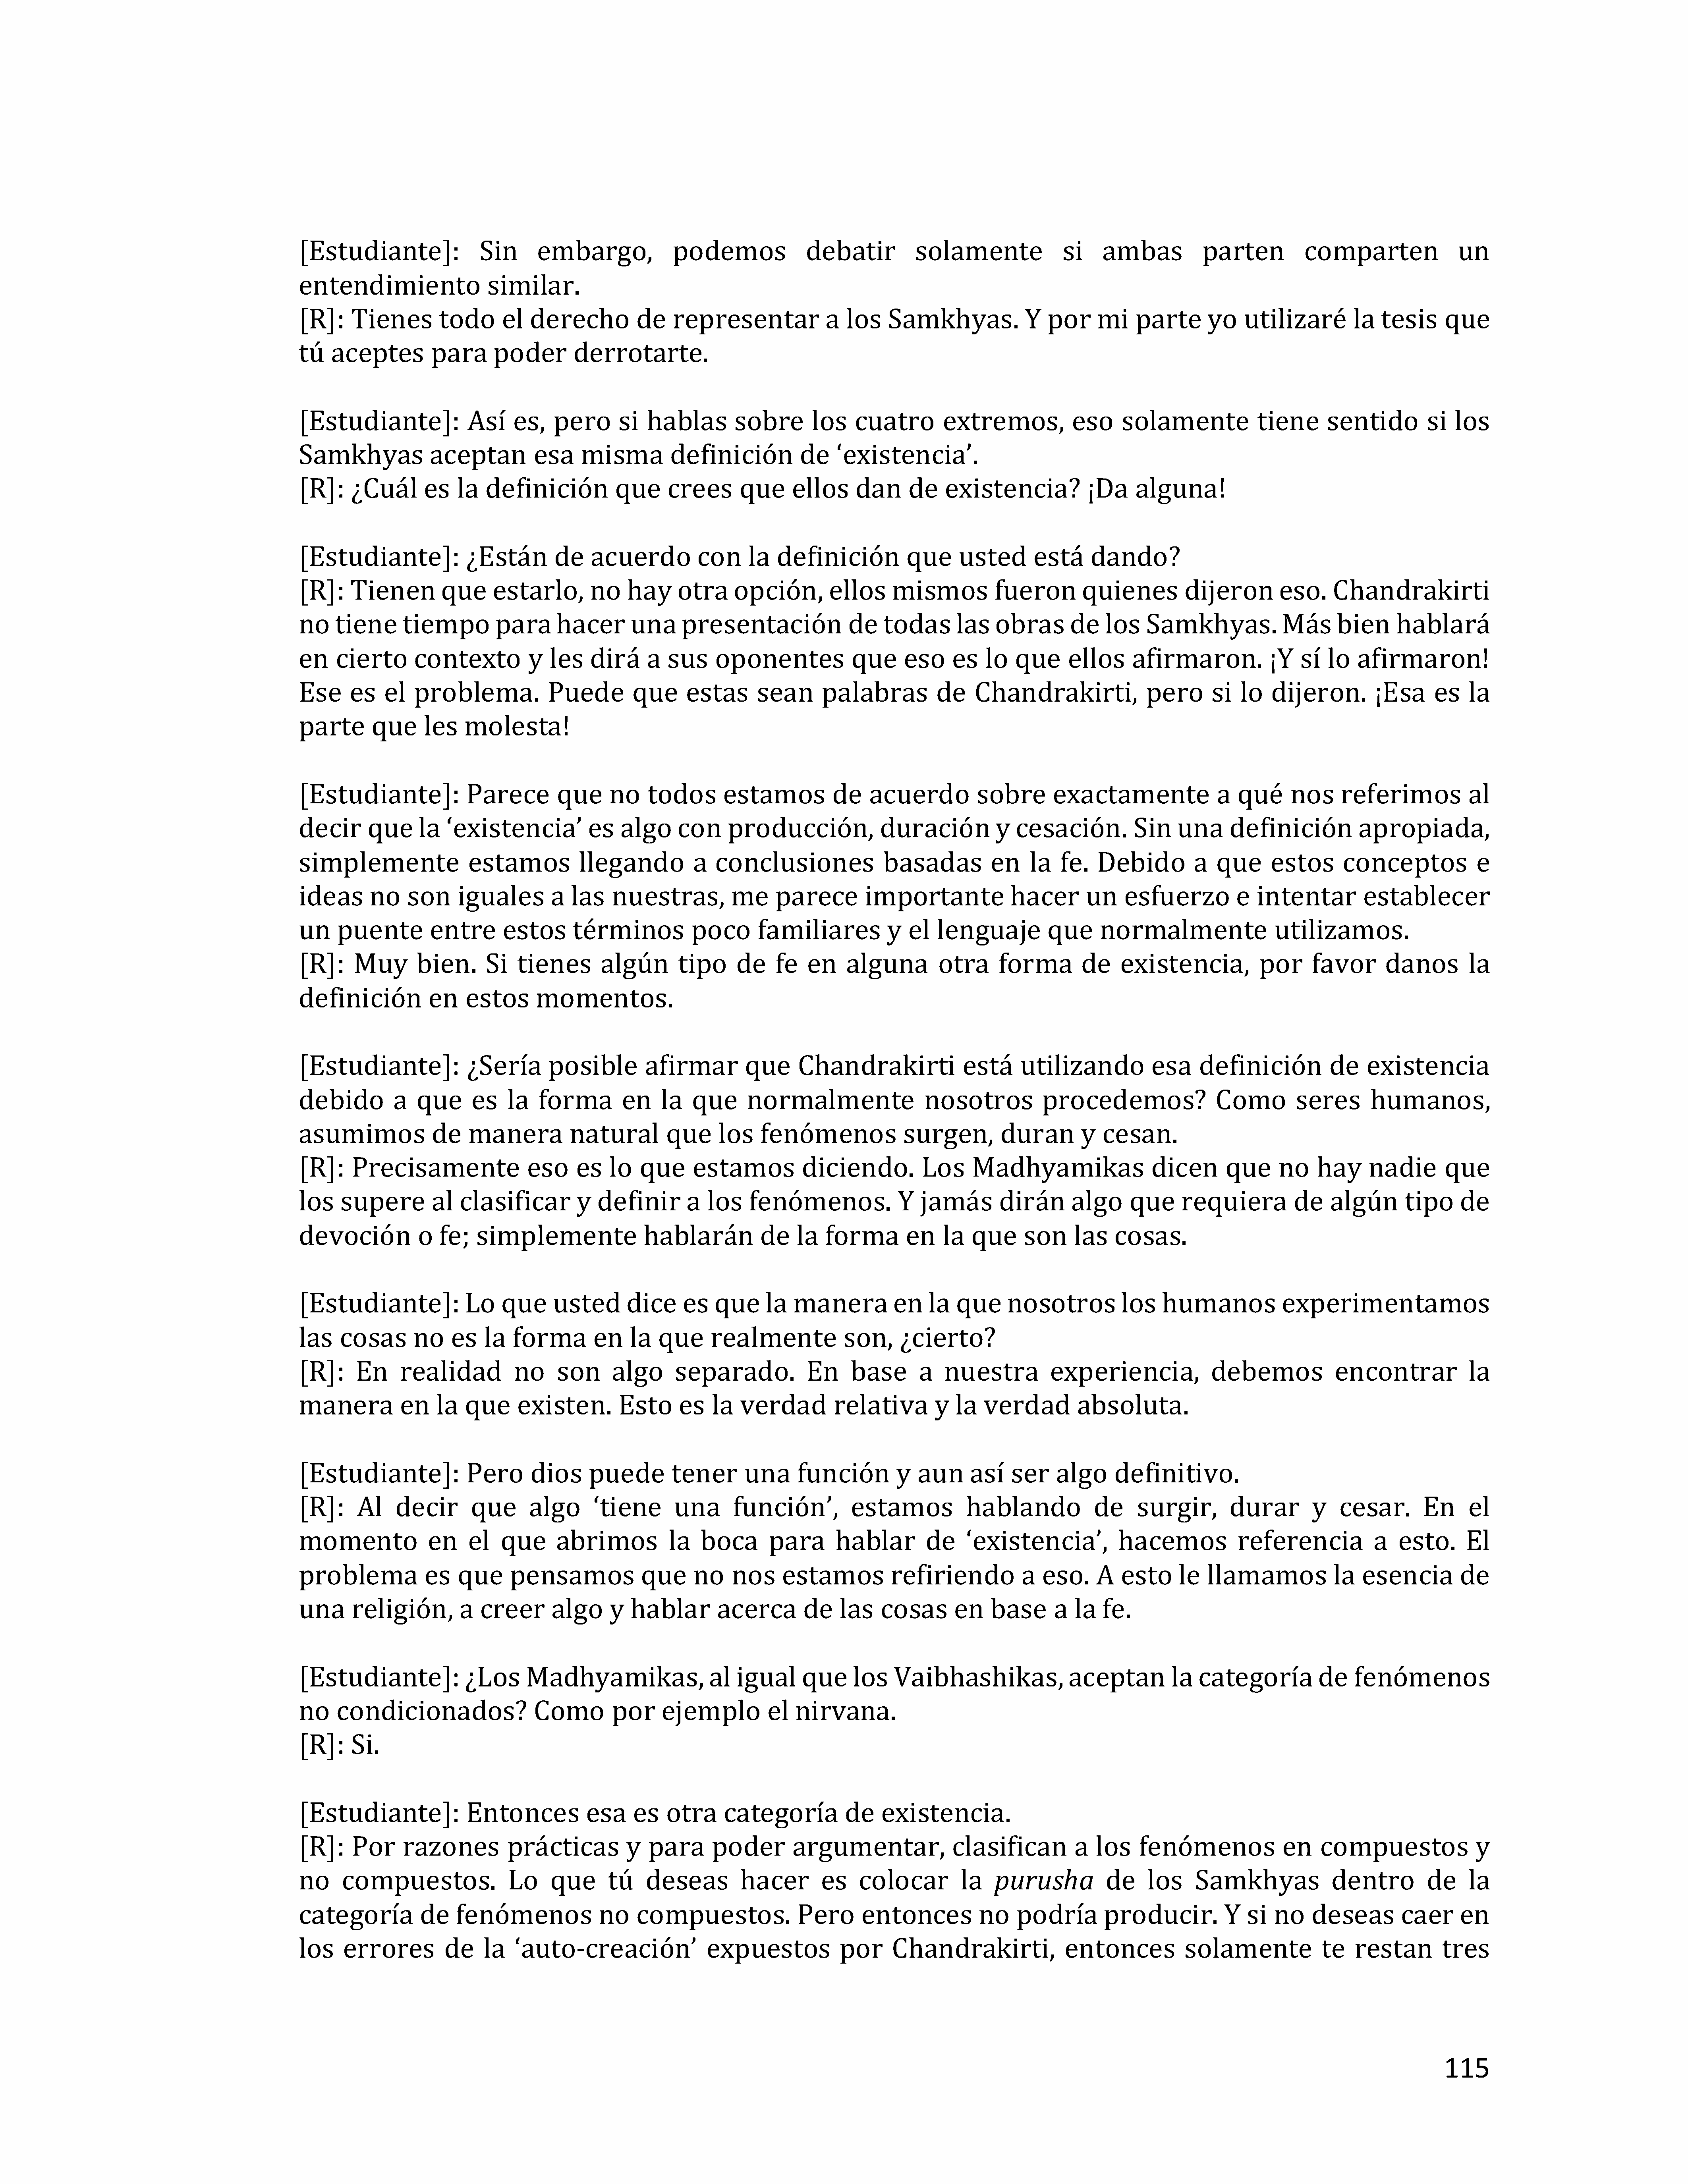 [Estudiante]: Sin embargo, podemos debatir solamente si ambas parten comparten un
entendimiento similar.
[R]: Tienes todo el derecho de representar a los Samkhyas. Y por mi parte yo utilizaré la tesis que
tú aceptes para poder derrotarte.
[Estudiante]: Así es, pero si hablas sobre los cuatro extremos, eso solamente tiene sentido si los
Samkhyas aceptan esa misma definición de ‘existencia’.
[R]: ¿Cuál es la definición que crees que ellos dan de existencia? ¡Da alguna!
[Estudiante]: ¿Están de acuerdo con la definición que usted está dando?
[R]: Tienen que estarlo, no hay otra opción, ellos mismos fueron quienes dijeron eso. Chandrakirti
no tiene tiempo para hacer una presentación de todas las obras de los Samkhyas. Más bien hablará
en cierto contexto y les dirá a sus oponentes que eso es lo que ellos afirmaron. ¡Y sí lo afirmaron!
Ese es el problema. Puede que estas sean palabras de Chandrakirti, pero si lo dijeron. ¡Esa es la
parte que les molesta!
[Estudiante]: Parece que no todos estamos de acuerdo sobre exactamente a qué nos referimos al
decir que la ‘existencia’ es algo con producción, duración y cesación. Sin una definición apropiada,
simplemente estamos llegando a conclusiones basadas en la fe. Debido a que estos conceptos e
ideas no son iguales a las nuestras, me parece importante hacer un esfuerzo e intentar establecer
un puente entre estos términos poco familiares y el lenguaje que normalmente utilizamos.
[R]: Muy bien. Si tienes algún tipo de fe en alguna otra forma de existencia, por favor danos la
definición en estos momentos.
[Estudiante]: ¿Sería posible afirmar que Chandrakirti está utilizando esa definición de existencia
debido a que es la forma en la que normalmente nosotros procedemos? Como seres humanos,
asumimos de manera natural que los fenómenos surgen, duran y cesan.
[R]: Precisamente eso es lo que estamos diciendo. Los Madhyamikas dicen que no hay nadie que
los supere al clasificar y definir a los fenómenos. Y jamás dirán algo que requiera de algún tipo de
devoción o fe; simplemente hablarán de la forma en la que son las cosas.
[Estudiante]: Lo que usted dice es que la manera en la que nosotros los humanos experimentamos
las cosas no es la forma en la que realmente son, ¿cierto?
[R]: En realidad no son algo separado. En base a nuestra experiencia, debemos encontrar la
manera en la que existen. Esto es la verdad relativa y la verdad absoluta.
[Estudiante]: Pero dios puede tener una función y aun así ser algo definitivo.
[R]: Al decir que algo ‘tiene una función’, estamos hablando de surgir, durar y cesar. En el
momento en el que abrimos la boca para hablar de ‘existencia’, hacemos referencia a esto. El
problema es que pensamos que no nos estamos refiriendo a eso. A esto le llamamos la esencia de
una religión, a creer algo y hablar acerca de las cosas en base a la fe.
[Estudiante]: ¿Los Madhyamikas, al igual que los Vaibhashikas, aceptan la categoría de fenómenos
no condicionados? Como por ejemplo el nirvana.
[R]: Si.
[Estudiante]: Entonces esa es otra categoría de existencia.
[R]: Por razones prácticas y para poder argumentar, clasifican a los fenómenos en compuestos y
no compuestos. Lo que tú deseas hacer es colocar la purusha de los Samkhyas dentro de la
categoría de fenómenos no compuestos. Pero entonces no podría producir. Y si no deseas caer en
los errores de la ‘auto-creación’ expuestos por Chandrakirti, entonces solamente te restan tres
115